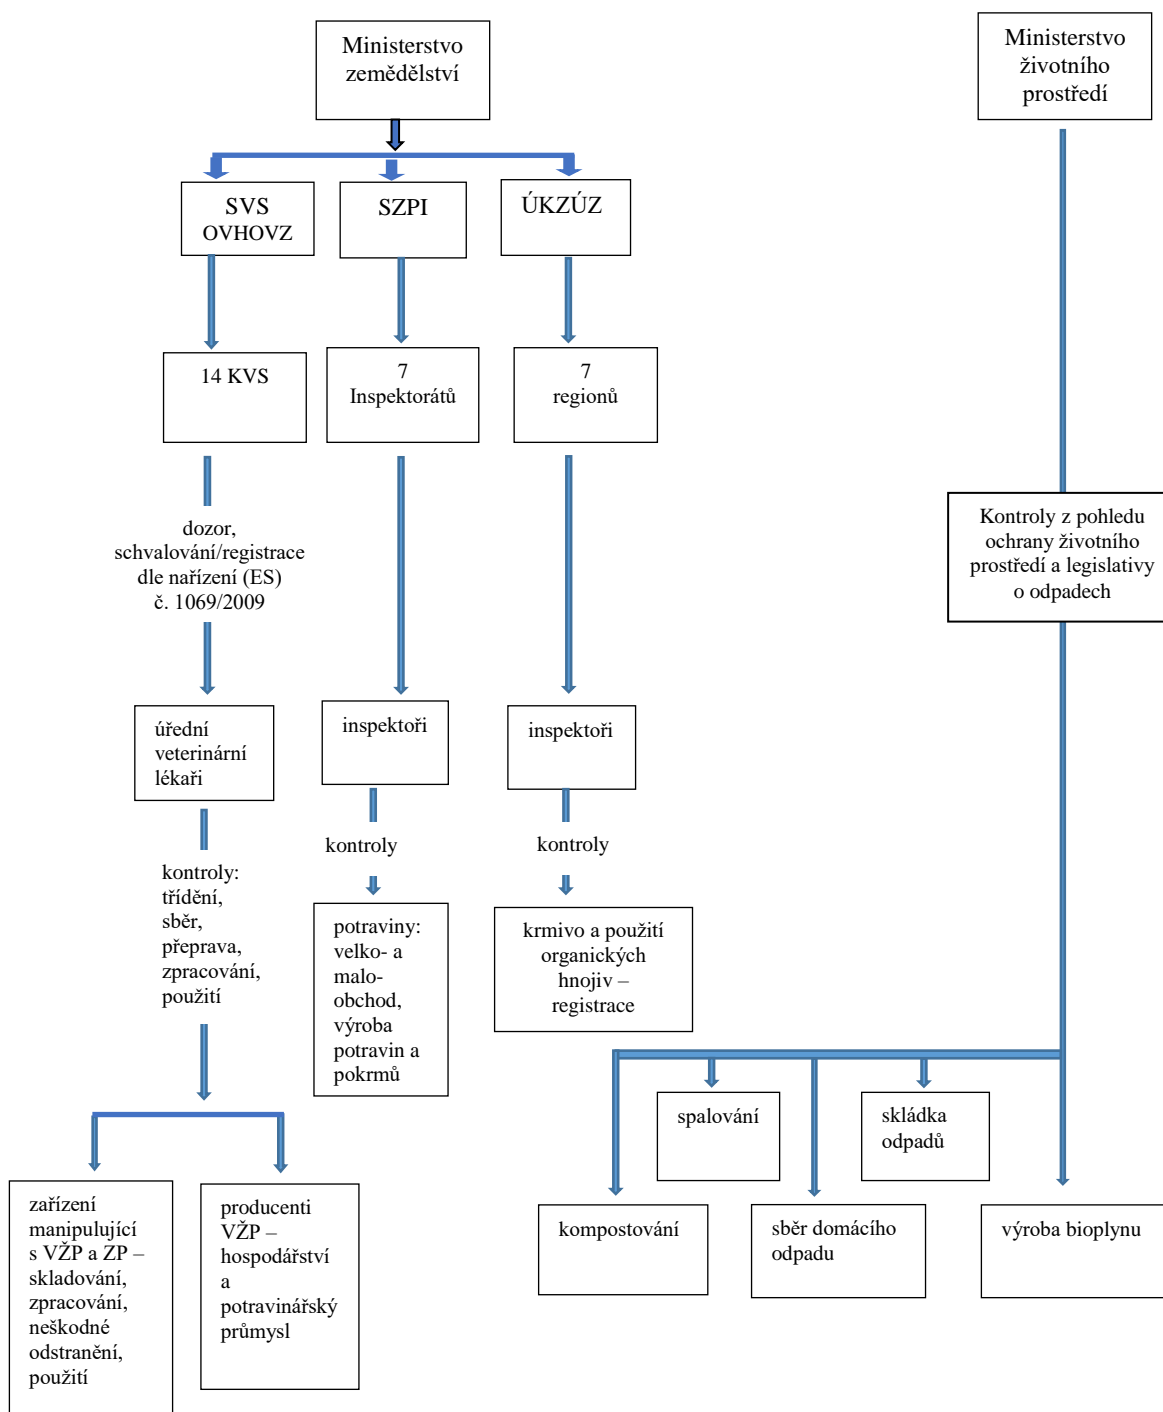 Ministerstvo
zemědělství
Ministerstvo
životního
prostředí
SVS
OVHOVZ
SZPI
ÚKZÚZ
14 KVS
7
Inspektorátů
7
regionů
dozor,
schvalování/registrace
dle nařízení (ES)
č. 1069/2009
Kontroly z pohledu
ochrany životního
prostředí a legislativy
o odpadech
úřední
veterinární
lékaři
inspektoři
inspektoři
kontroly:
třídění,
sběr,
přeprava,
zpracování,
použití
kontroly
kontroly
potraviny:
velko- a
malo-
obchod,
výroba
potravin a
pokrmů
krmivo a použití
organických
hnojiv –
registrace
spalování
skládka
odpadů
kompostování
sběr domácího
odpadu
výroba bioplynu
zařízení
manipulující
s VŽP a ZP –
skladování,
zpracování,
neškodné
odstranění,
použití
producenti
VŽP –
hospodářství
a
potravinářský
průmysl